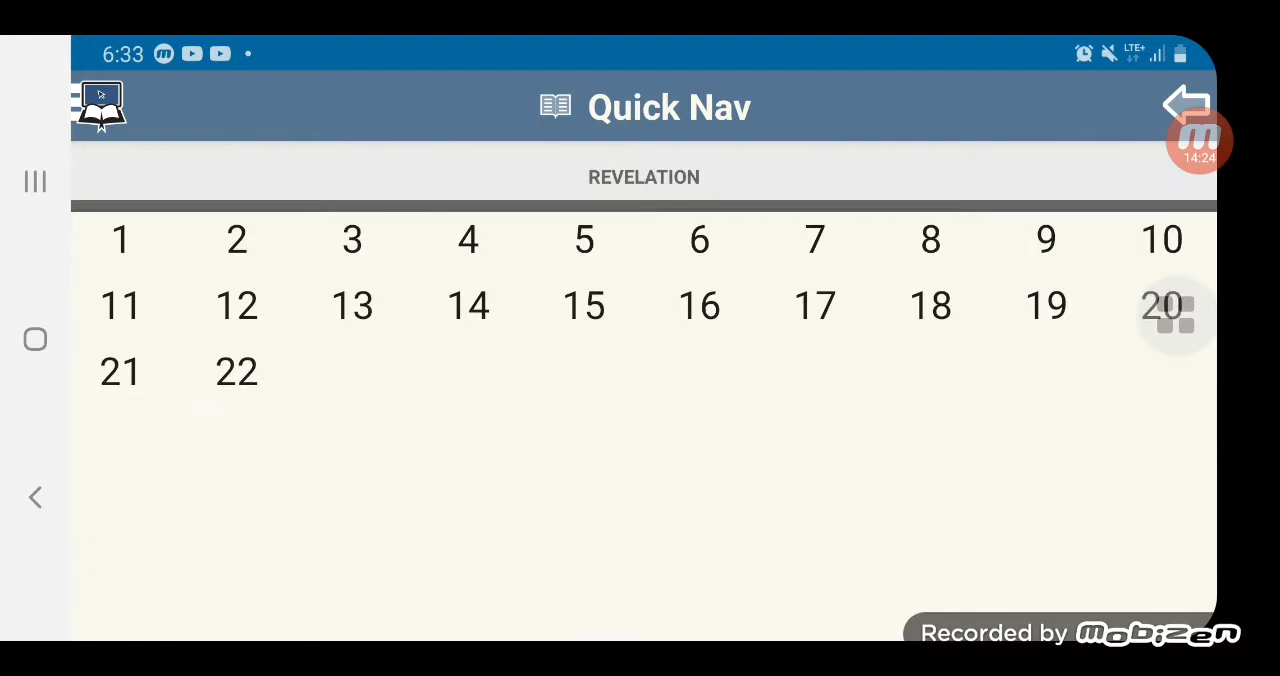 6:33 LTE+
Quick Nav
14:24
REVELATION
1 2 3 4 5 6 7 8 9 10
11 12 13 14 15 16 17 18 19 20
21 22
Recorded by mobizen